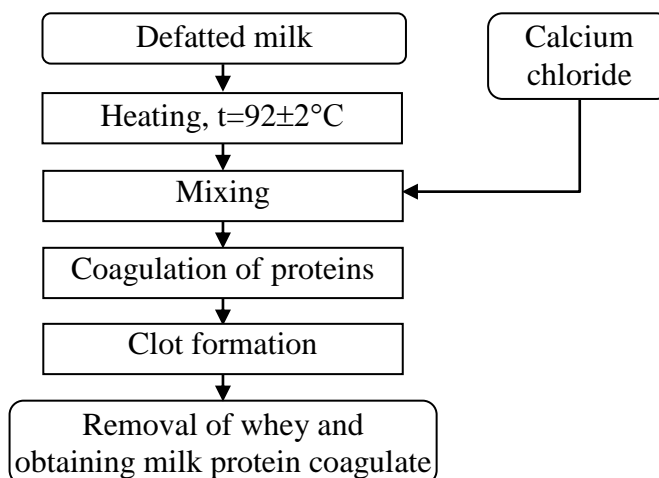 Defatted milk
Calcium
chloride
Heating, t=92±2°C
Mixing
Coagulation of proteins
Clot formation
Removal of whey and
obtaining milk protein coagulate